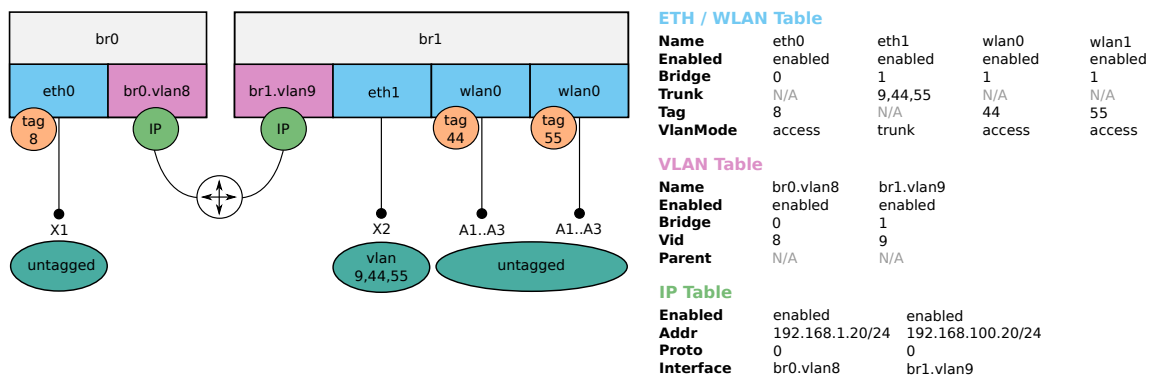 br0
br1
eth0
br0.vlan8
br1.vlan9
eth1
wlan0
wlan0
tag
8
IP
IP
tag
44
tag
55
X1
X2
A1..A3
A1..A3
untagged
vlan
9,44,55
untagged
ETH / WLAN Table
Name eth0 eth1 wlan0 wlan1
Enabled enabled enabled enabled enabled
Bridge 0 1 1 1
Trunk N/A 9,44,55 N/A N/A
Tag 8 N/A 44 55
VlanMode access trunk access access
VLAN Table
Name br0.vlan8 br1.vlan9
Enabled enabled enabled
Bridge 0 1
Vid 8 9
Parent N/A N/A
IP Table
Enabled enabled enabled
Addr 192.168.1.20/24 192.168.100.20/24
Proto 0 0
Interface br0.vlan8 br1.vlan9